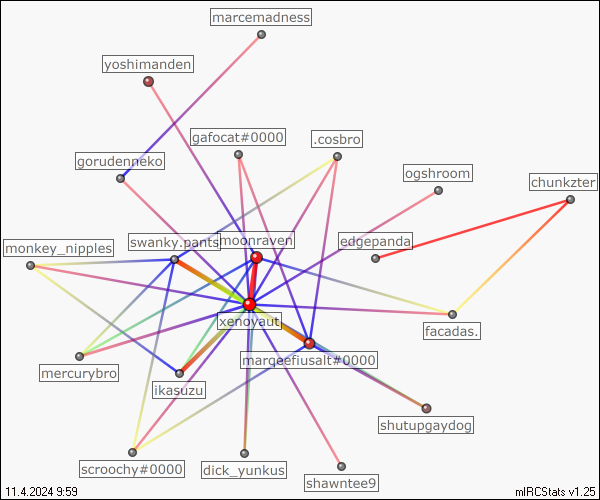 marcemadness
yoshimanden
gafocat#0000
.cosbro
gorudenneko
ogshroom
chunkzter
monkey_nipples
swanky.pants
moonraven
edgepanda
xenoyaut
facadas.
margeefiusalt#0000
mercurybro
ikasuzu
shutupgaydog
scroochy#0000
dick_yunkus
shawntee9
11.4.2024 9:59
mIRCStats v1.25